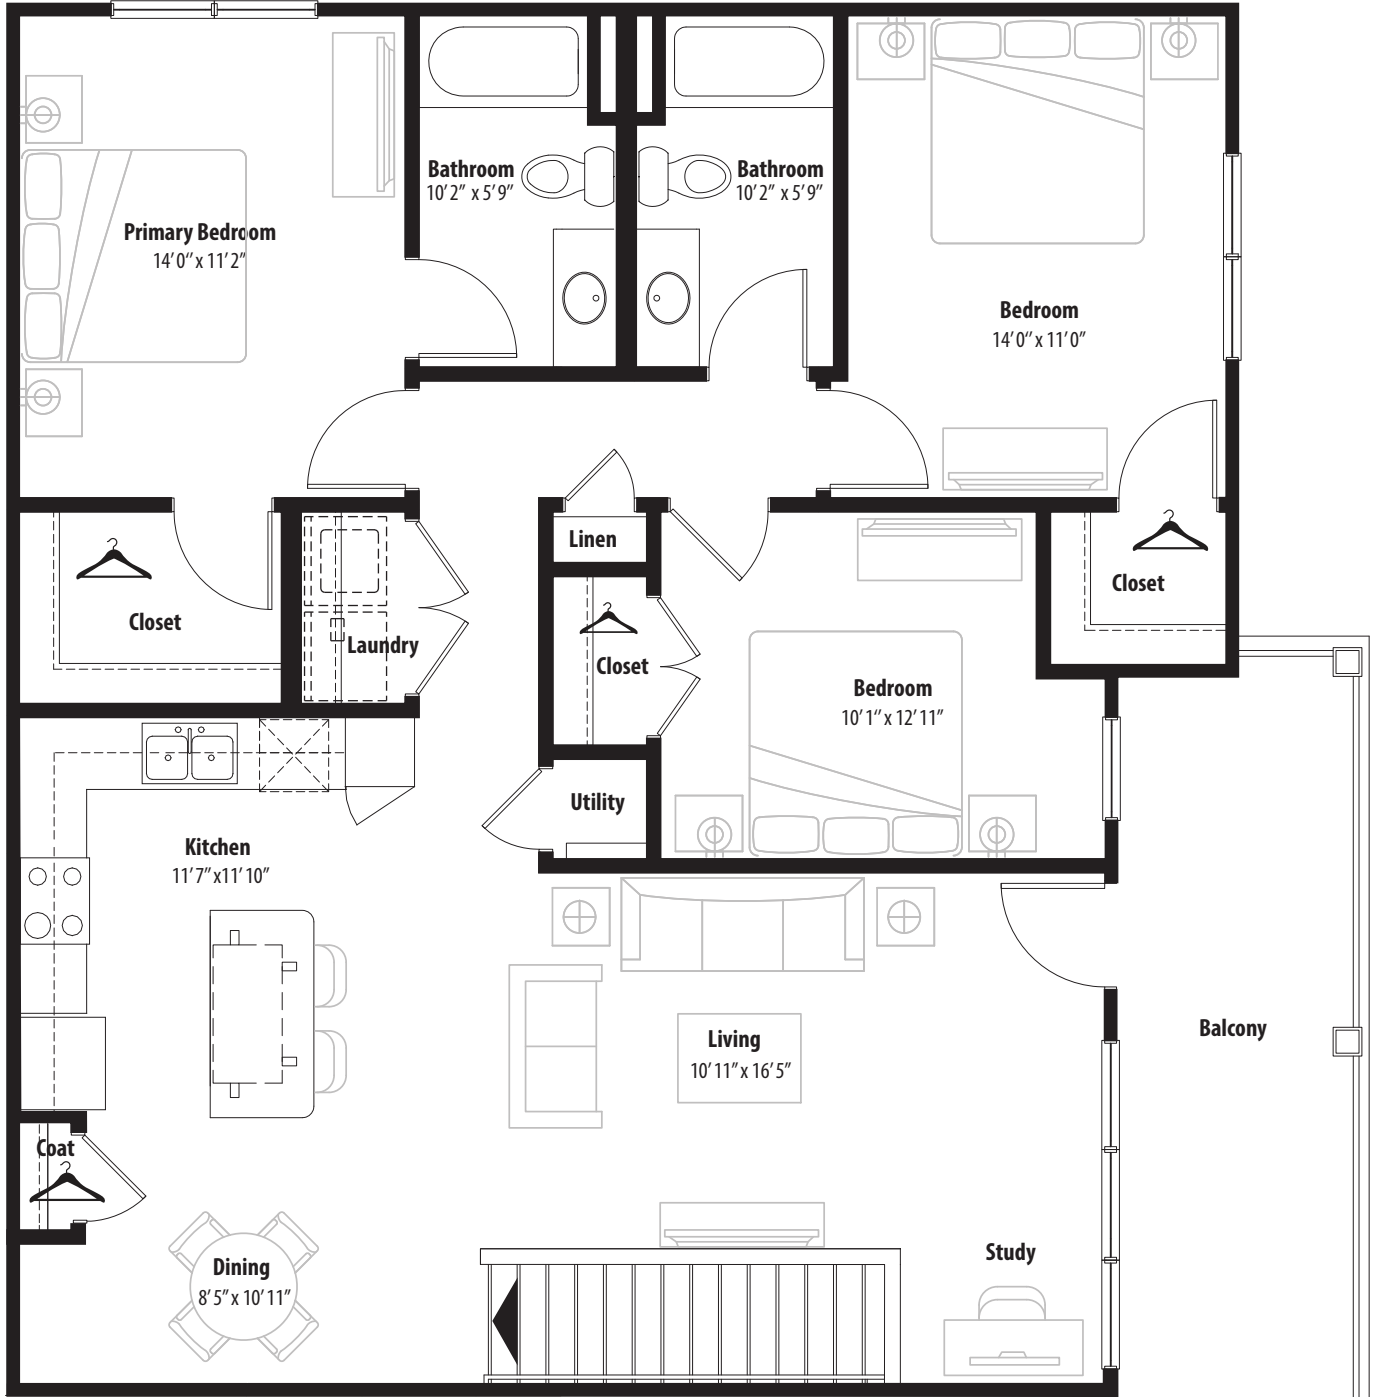 Bathroom
10'2" x 5'9"
Bathroom
10'2" x 5'9"
Primary Bedroom
14'0" x 11'2"
Bedroom
14'0" x 11'0"
Linen
Closet
Closet
Laundry
Closet
Bedroom
10'1" x 12'11"
Utility
Kitchen
11'7" x11'10"
Living
10'11" x 16'5"
Balcony
Coat
Dining
8'5" x 10'11"
Study